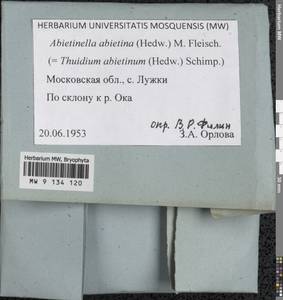 HERBARIUM UNIVERSITATIS MOSQUENSIS (MW)
Abietinella abietina (Hedw.) M. Fleisch.
(= Thuidium abietinum (Hedw.) Schimp.)
Московская обл., с. Лужки
По склону к р. Ока
опр. В.Р. Филин
20.06.1953
З.А. Орлова
Herbarium MW, Bryophyta
MW 9 134 120